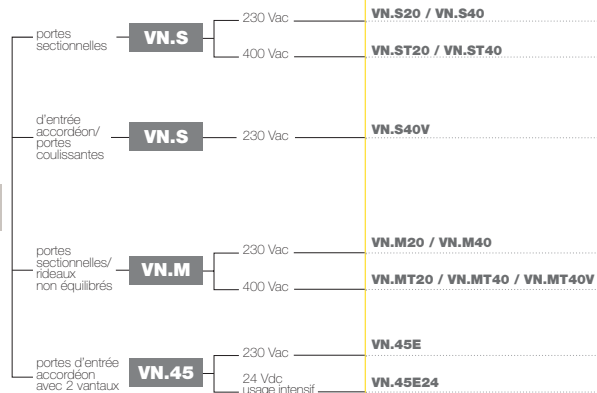 portes
sectionnelles
VN.S
230 Vac
VN.S20 / VN.S40
400 Vac
VN.ST20 / VN.ST40
d'entrée
accordéon/
portes
coulissantes
VN.S
230 Vac
VN.S40V
portes
sectionnelles/
rideaux
non équilibrés
VN.M
230 Vac
VN.M20 / VN.M40
400 Vac
VN.MT20 / VN.MT40 / VN.MT40V
portes d'entrée
accordéon
avec 2 vantaux
VN.45
230 Vac
VN.45E
24 Vdc
usage intensif
VN.45E24